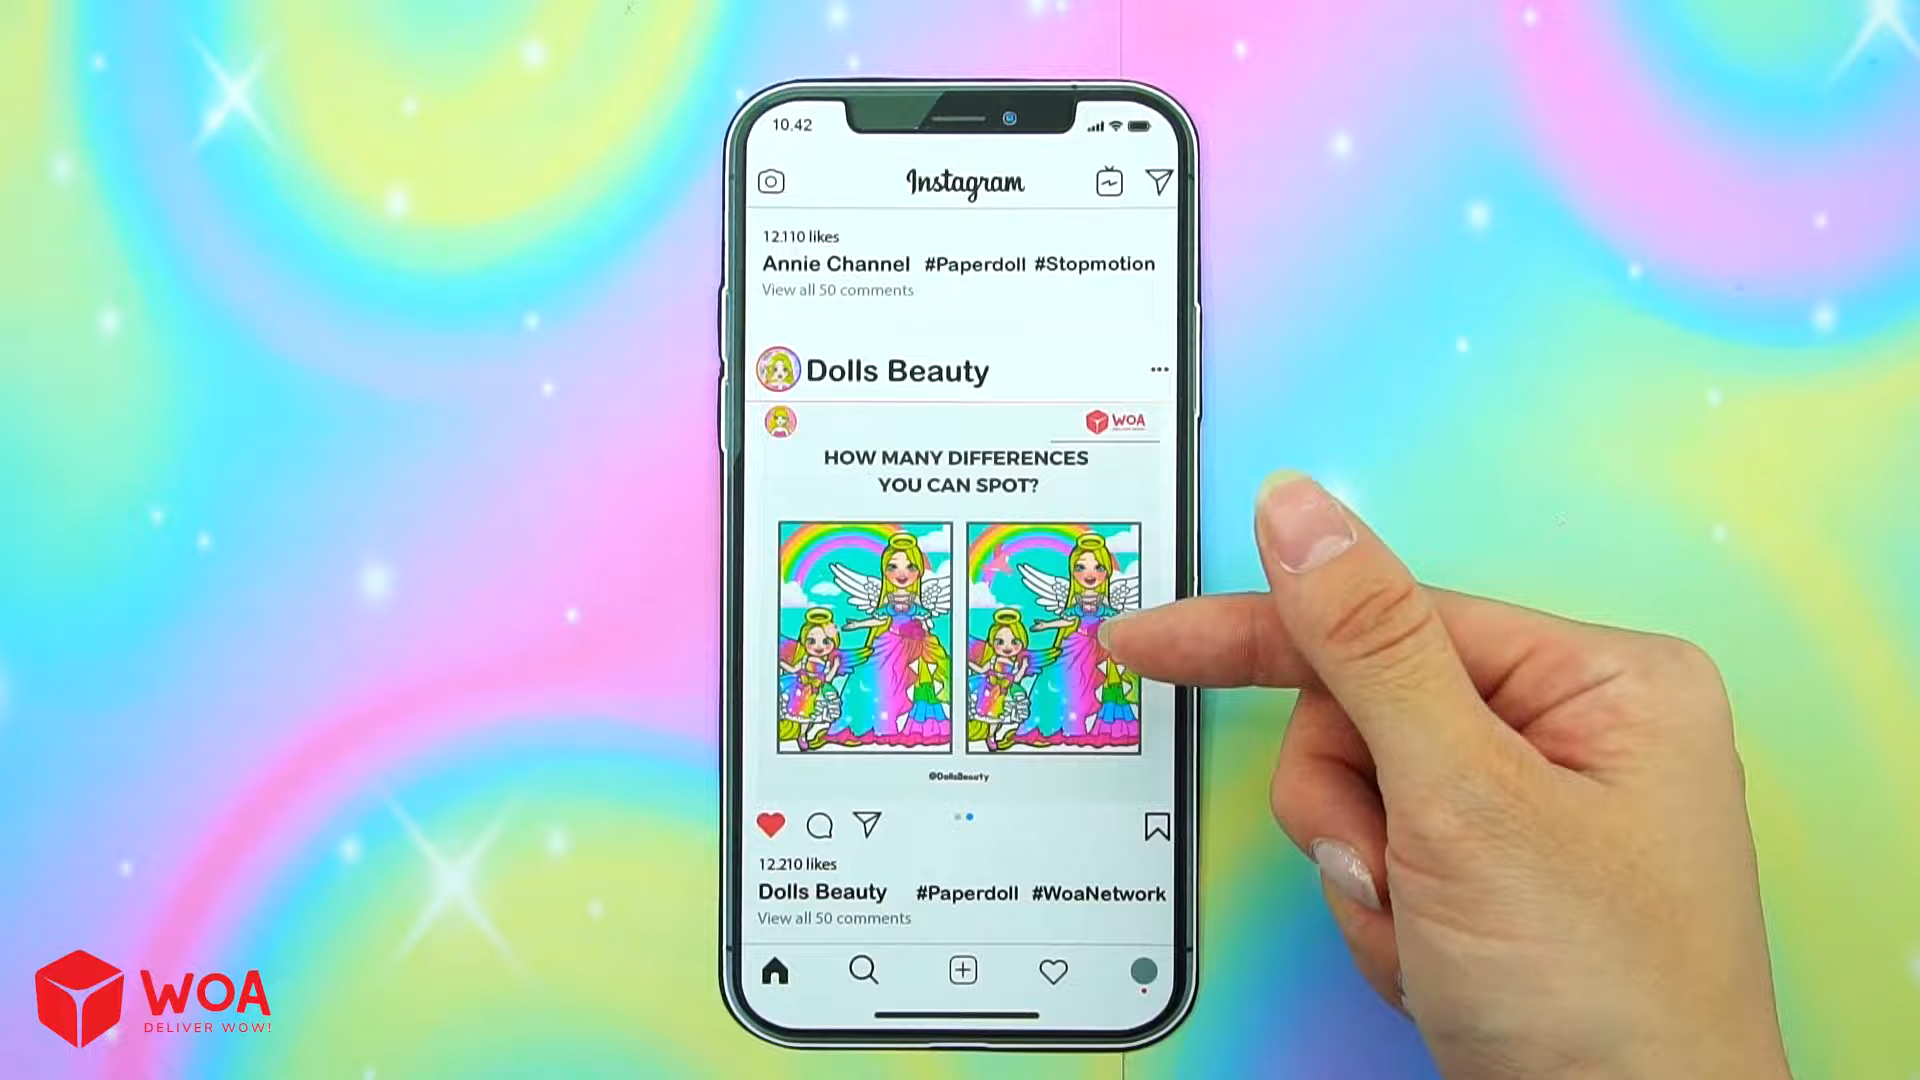 10.42
Instagram
12.110 likes
Annie Channel #Paperdoll #Stopmotion
View all 50 comments
Dolls Beauty
WOA
HOW MANY DIFFERENCES
YOU CAN SPOT?
@DollsBeauty
12.210 likes
Dolls Beauty #Paperdoll #WoaNetwork
View all 50 comments
WOA
DELIVER WOW!